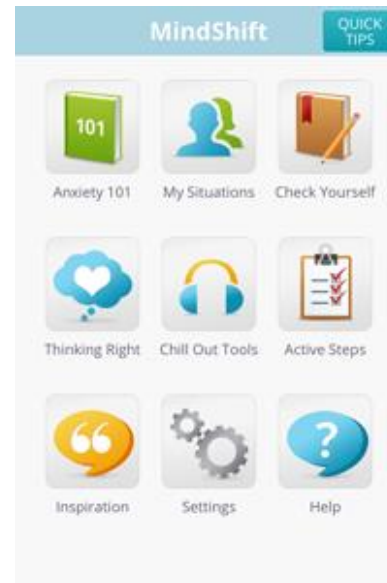 MindShift
QUICK
TIPS
101
Anxiety 101
My Situations
Check Yourself
Thinking Right
Chill Out Tools
Active Steps
Inspiration
Settings
Help